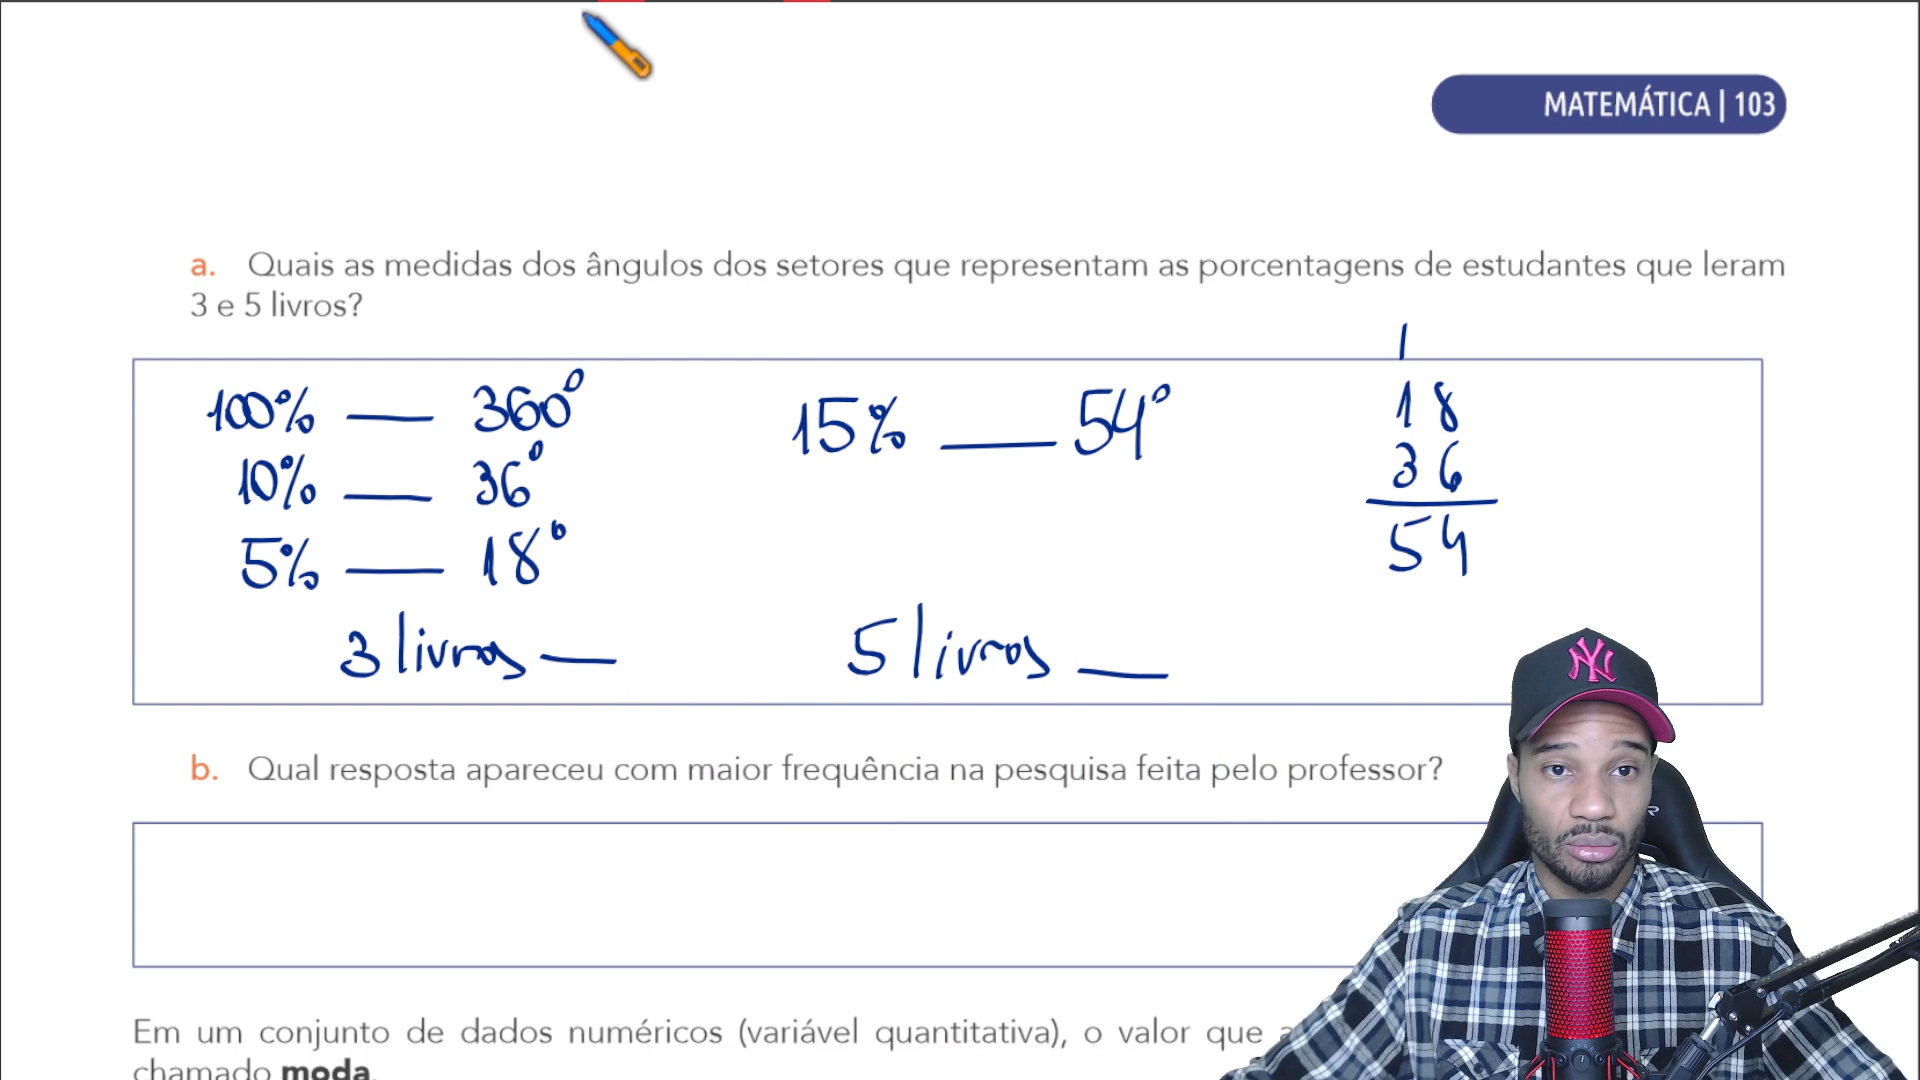 MATEMÁTICA | 103
a. Quais as medidas dos ângulos dos setores que representam as porcentagens de estudantes que leram
3 e 5 livros?
100% — 360°
10% — 36°
5% — 18°
3 livros —
15% — 54°
5 livros —
1
18
36
54
b. Qual resposta apareceu com maior frequência na pesquisa feita pelo professor?
NY
Em um conjunto de dados numéricos (variável quantitativa), o valor que
chamado moda.